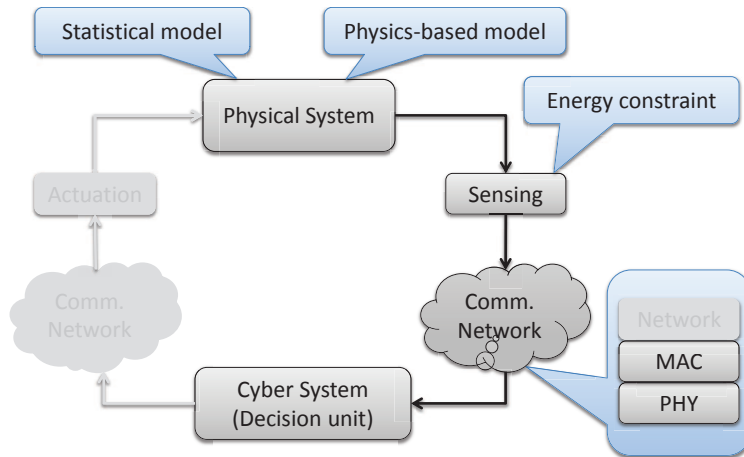 Statistical model
Physics-based model
Physical System
Energy constraint
Actuation
Sensing
Comm.
Network
Comm.
Network
Network
MAC
PHY
Cyber System
(Decision unit)